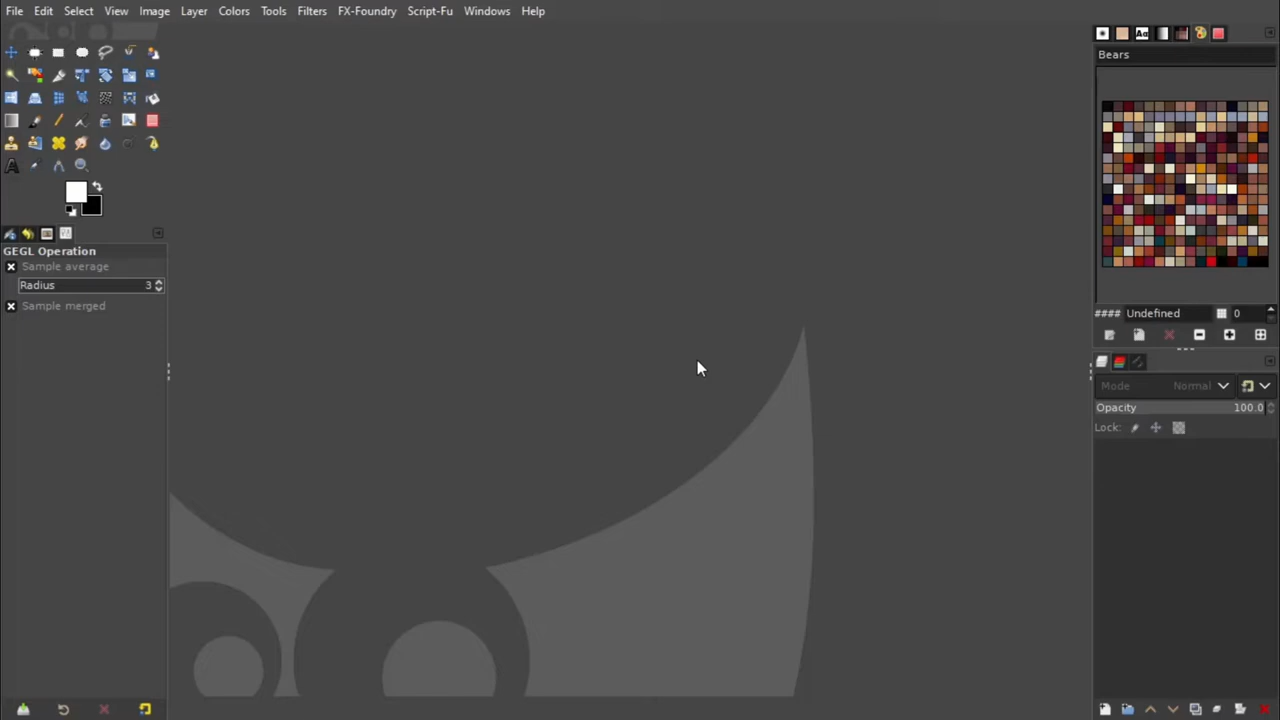 File Edit Select View Image Layer Colors Tools Filters FX-Foundry Script-Fu Windows Help
Aa
Bears
A
GEGL Operation
Sample average
Radius 3
Sample merged
#### Undefined 0
Mode Normal
Opacity 100.0
Lock: